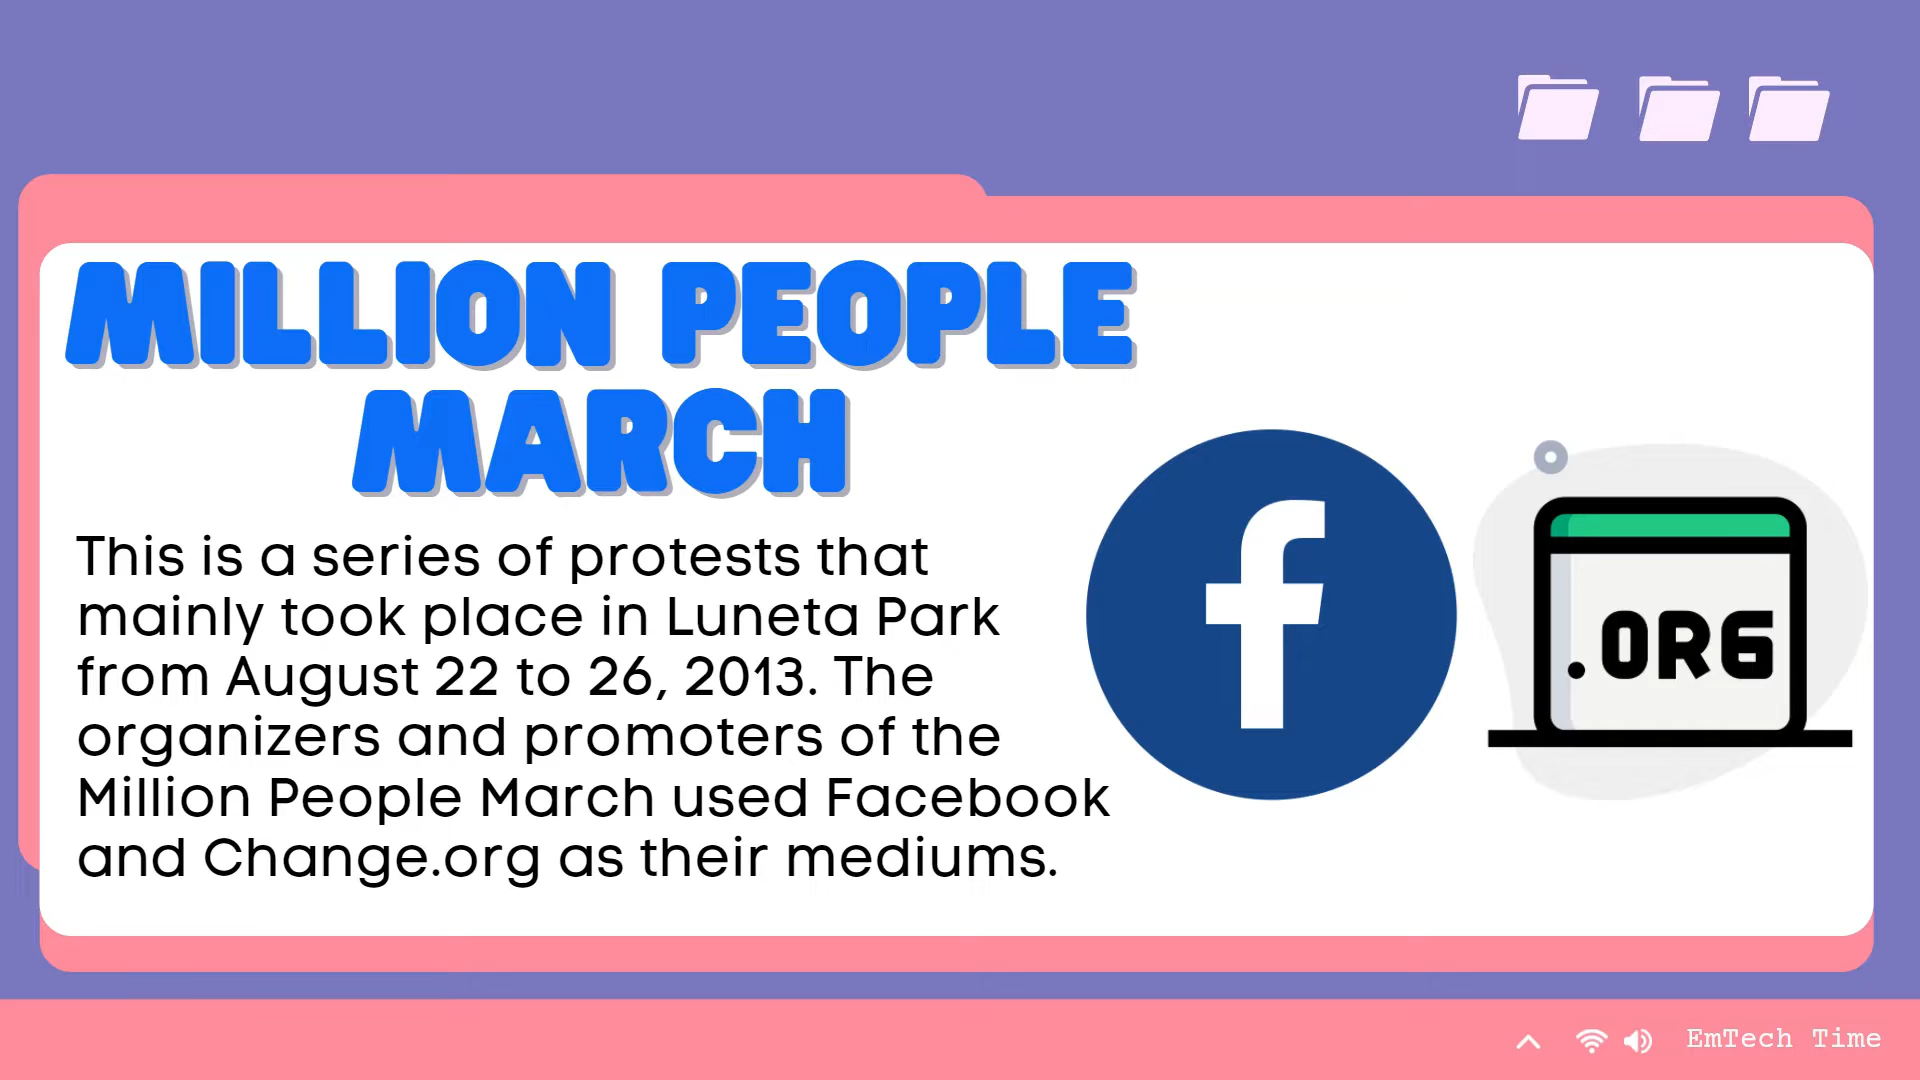 MILLION PEOPLE
MARCH
This is a series of protests that
mainly took place in Luneta Park
from August 22 to 26, 2013. The
organizers and promoters of the
Million People March used Facebook
and Change.org as their mediums.
f
.ORG
EmTech Time